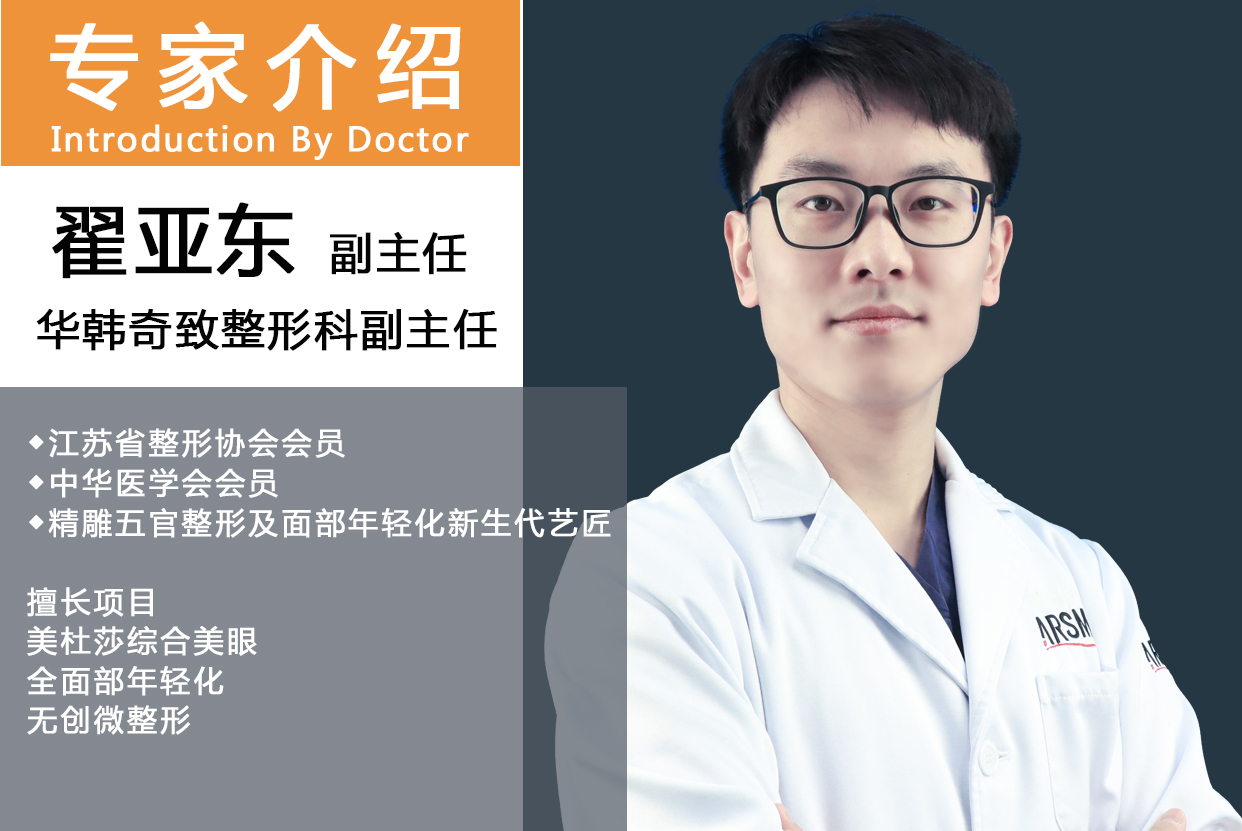 专家介绍
Introduction By Doctor
翟亚东 副主任
华韩奇致整形科副主任
◆江苏省整形协会会员
◆中华医学会会员
◆精雕五官整形及面部年轻化新生代艺匠
擅长项目
美杜莎综合美眼
全面部年轻化
无创微整形
ARSM